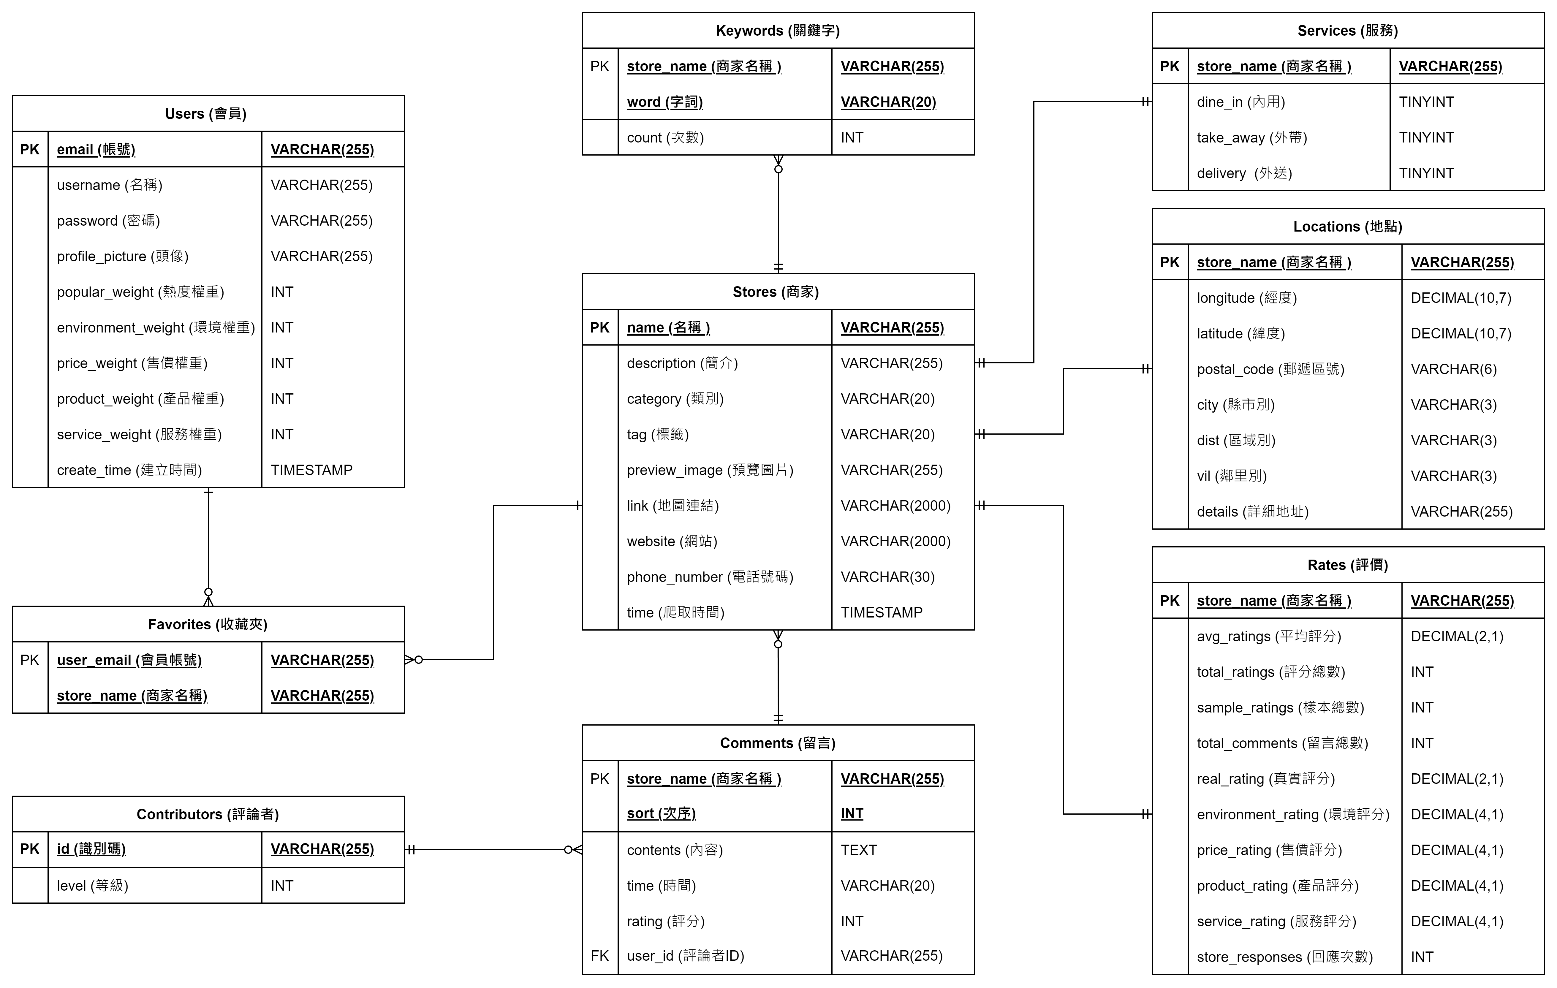 Users (會員)
PK email (帳號) VARCHAR(255)
username (名稱) VARCHAR(255)
password (密碼) VARCHAR(255)
profile_picture (頭像) VARCHAR(255)
popular_weight (熱度權重) INT
environment_weight (環境權重) INT
price_weight (售價權重) INT
product_weight (產品權重) INT
service_weight (服務權重) INT
create_time (建立時間) TIMESTAMP
Favorites (收藏夾)
PK user_email (會員帳號) VARCHAR(255)
store_name (商家名稱) VARCHAR(255)
Contributors (評論者)
PK id (識別碼) VARCHAR(255)
level (等級) INT
Keywords (關鍵字)
PK store_name (商家名稱 ) VARCHAR(255)
word (字詞) VARCHAR(20)
count (次數) INT
Stores (商家)
PK name (名稱 ) VARCHAR(255)
description (簡介) VARCHAR(255)
category (類別) VARCHAR(20)
tag (標籤) VARCHAR(20)
preview_image (預覽圖片) VARCHAR(255)
link (地圖連結) VARCHAR(2000)
website (網站) VARCHAR(2000)
phone_number (電話號碼) VARCHAR(30)
time (爬取時間) TIMESTAMP
Comments (留言)
PK store_name (商家名稱 ) VARCHAR(255)
sort (次序) INT
contents (內容) TEXT
time (時間) VARCHAR(20)
rating (評分) INT
FK user_id (評論者ID) VARCHAR(255)
Services (服務)
PK store_name (商家名稱 ) VARCHAR(255)
dine_in (內用) TINYINT
take_away (外帶) TINYINT
delivery (外送) TINYINT
Locations (地點)
PK store_name (商家名稱 ) VARCHAR(255)
longitude (經度) DECIMAL(10,7)
latitude (緯度) DECIMAL(10,7)
postal_code (郵遞區號) VARCHAR(6)
city (縣市別) VARCHAR(3)
dist (區域別) VARCHAR(3)
vil (鄰里別) VARCHAR(3)
details (詳細地址) VARCHAR(255)
Rates (評價)
PK store_name (商家名稱 ) VARCHAR(255)
avg_ratings (平均評分) DECIMAL(2,1)
total_ratings (評分總數) INT
sample_ratings (樣本總數) INT
total_comments (留言總數) INT
real_rating (真實評分) DECIMAL(2,1)
environment_rating (環境評分) DECIMAL(4,1)
price_rating (售價評分) DECIMAL(4,1)
product_rating (產品評分) DECIMAL(4,1)
service_rating (服務評分) DECIMAL(4,1)
store_responses (回應次數) INT